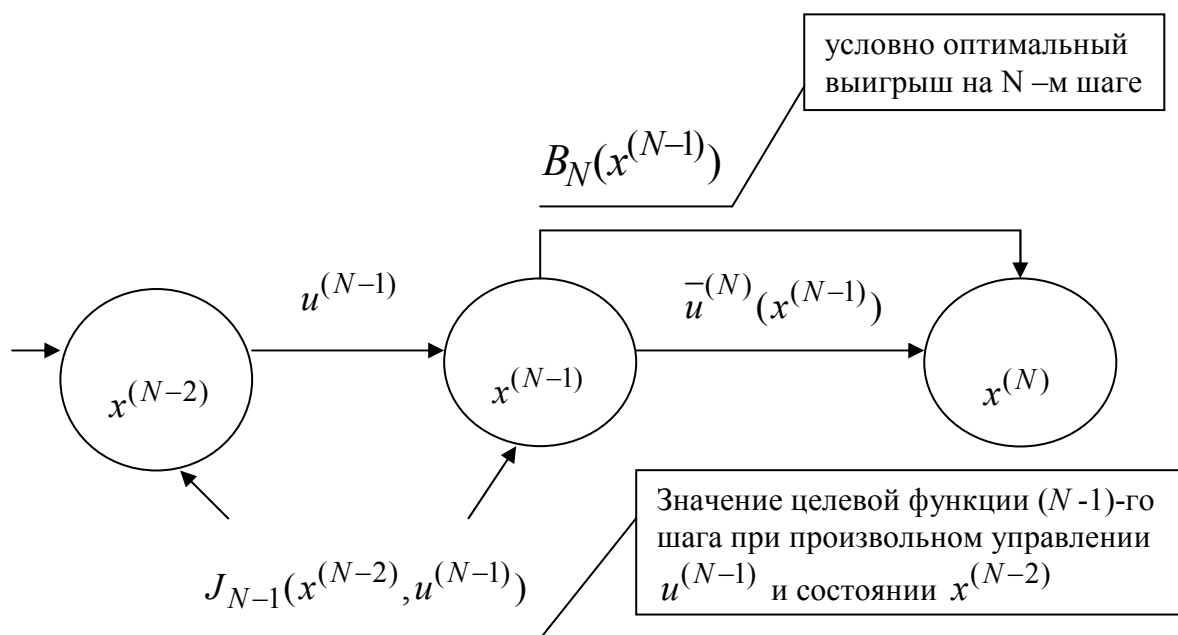 условно оптимальный
выигрыш на N –м шаге
B_N(x^{(N–1)})
u^{(N–1)}
\overline{u}^{(N)}(x^{(N–1)})
x^{(N–2)}
x^{(N–1)}
x^{(N)}
J_{N–1}(x^{(N–2)}, u^{(N–1)})
Значение целевой функции (N -1)-го
шага при произвольном управлении
u^{(N–1)} и состоянии x^{(N–2)}